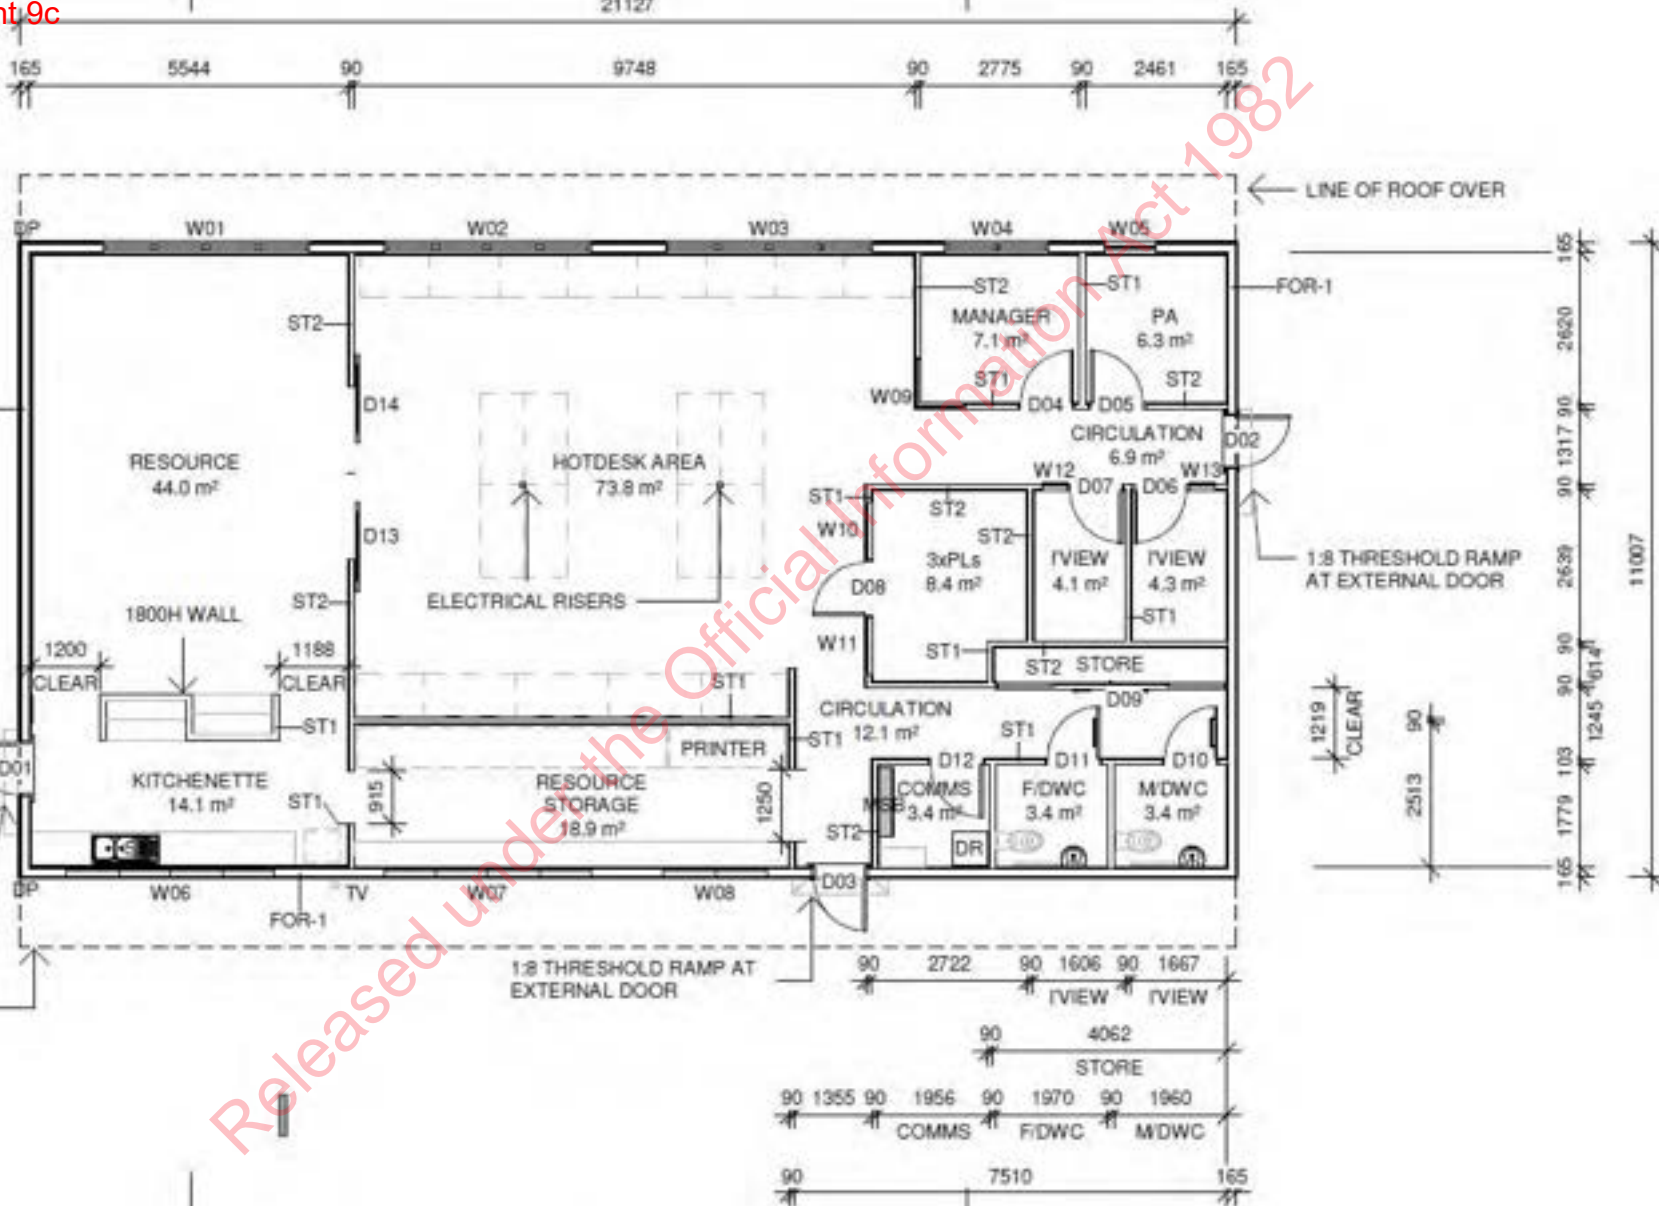 nt 9c
21127
165 5544 90 9748 90 2775 90 2461 165
LINE OF ROOF OVER
DP W01 W02 W03 W04 W05
165
ST2 ST1 FOR-1
MANAGER PA
7.1 m² 6.3 m²
ST2
2620
ST1 ST2
W09
D14 D04 D05
90
CIRCULATION D02
6.9 m²
1317
RESOURCE HOTDESK AREA
44.0 m² 73.8 m²
W12 W13
D07 D06
90
ST1 ST2
W10 ST2
D13
3xPLs I'VIEW I'VIEW
8.4 m² 4.1 m² 4.3 m²
D08
2639
11007
1:8 THRESHOLD RAMP
AT EXTERNAL DOOR
ST2 ELECTRICAL RISERS
1800H WALL ST1
W11
1200 1188 ST1
90
614
CLEAR CLEAR ST2 STORE
ST1
90
D09
CIRCULATION
12.1 m²
1219
CLEAR
90
1245
ST1 PRINTER ST1 ST1
D01 D12 D11 D10
103
KITCHENETTE RESOURCE
14.1 m² STORAGE
18.9 m²
ST1 915 1250
COMMS F/DWC M/DWC
3.4 m² 3.4 m² 3.4 m²
MSB
2513
1779
ST2 DR
165
DP W06 TV W07 W08 D03
FOR-1
1:8 THRESHOLD RAMP AT
EXTERNAL DOOR
90 2722 90 1606 90 1667
I'VIEW I'VIEW
90 4062
STORE
90 1355 90 1956 90 1970 90 1960
COMMS F/DWC M/DWC
90 7510 165
Released under the Official Information Act 1982